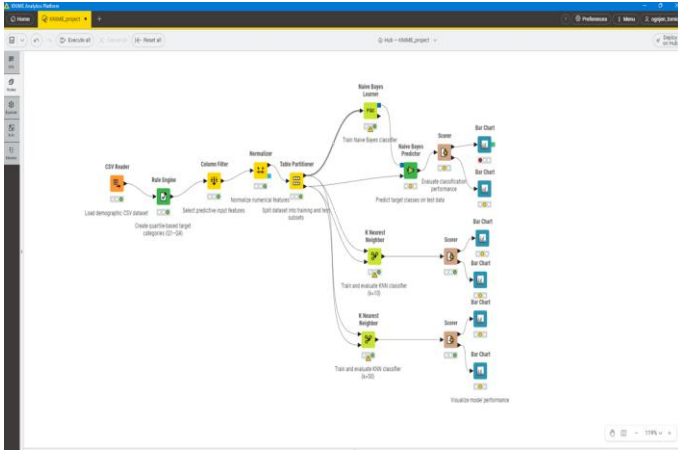 KNIME Analytics Platform
Home
KNIME_project
Preferences
Menu
Execute all
Reset all
Hub – KNIME_project
Deploy on Hub
CSV Reader
Load demographic CSV dataset
Rule Engine
Create quartile-based target
categories (Q1–Q4)
Column Filter
Select predictive input features
Normalizer
Normalize numerical features
Table Partitioner
Split dataset into training and test
subsets
Naive Bayes
Learner
Train Naive Bayes classifier
Naive Bayes
Predictor
Predict target classes on test data
Scorer
Evaluate classification
performance
Bar Chart
Bar Chart
K Nearest
Neighbor
Train and evaluate KNN classifier
(k=10)
Scorer
Bar Chart
Bar Chart
K Nearest
Neighbor
Train and evaluate KNN classifier
Scorer
Bar Chart
Bar Chart
Visualize model performance
119%